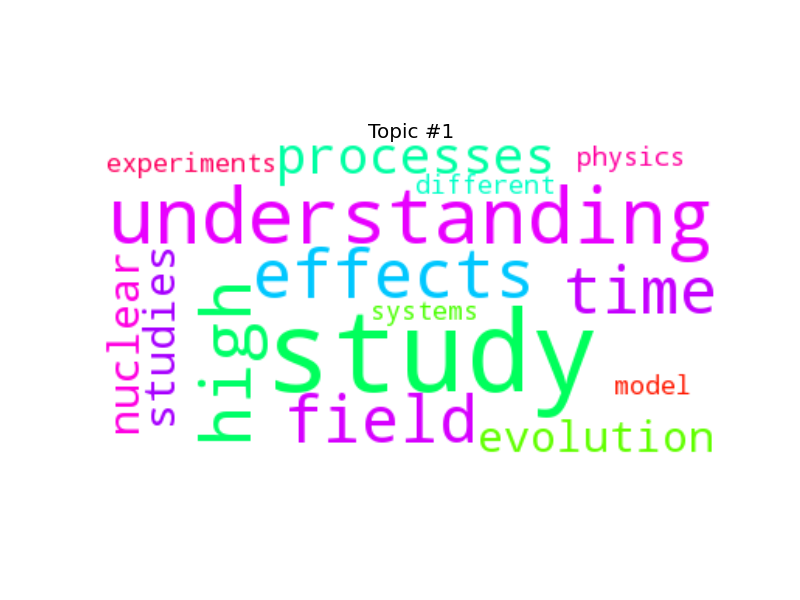 Topic #1
experiments processes physics
different
understanding
nuclear studies high effects time
systems
study
model
field evolution